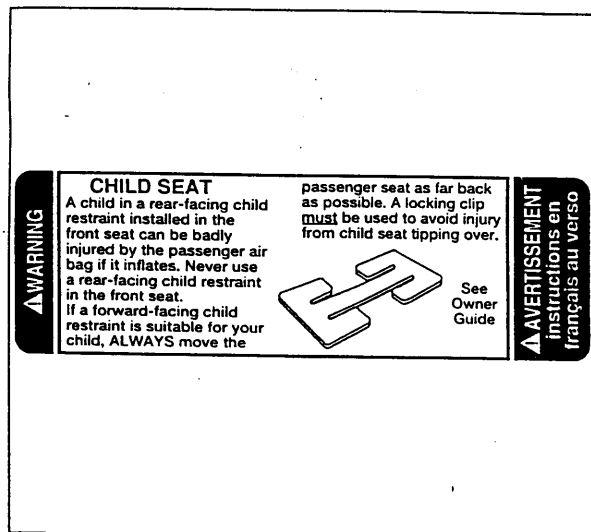 WARNING
CHILD SEAT
A child in a rear-facing child
restraint installed in the
front seat can be badly
injured by the passenger air
bag if it inflates. Never use
a rear-facing child restraint
in the front seat.
If a forward-facing child
restraint is suitable for your
child, ALWAYS move the
passenger seat as far back
as possible. A locking clip
must be used to avoid injury
from child seat tipping over.
See
Owner
Guide
AVERTISSEMENT
instructions en
français au verso